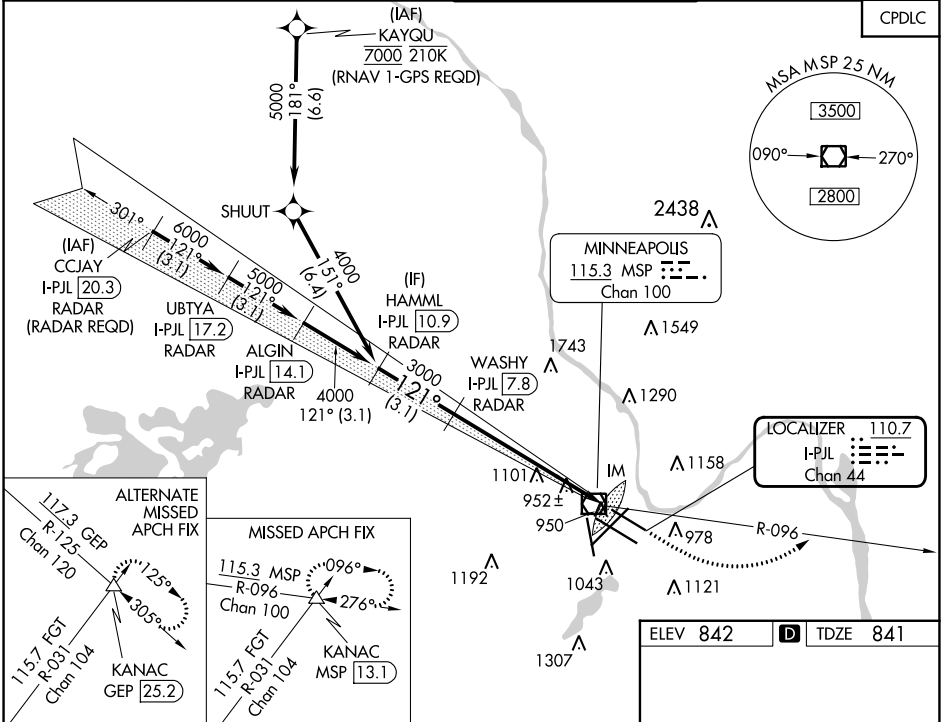 CPDLC
(IAF)
KAYQU
7000 210K
(RNAV 1-GPS REQD)
5000
181°
(6.6)
MSA MSP 25 NM
3500
090°
270°
2800
SHUUT
4000
151°
(6.4)
2438
301°
6000
121°
(3.1)
(IAF)
CCJAY
I-PJL 20.3
RADAR
(RADAR REQD)
5000
121°
(3.1)
UBTYA
I-PJL 17.2
RADAR
ALGIN
I-PJL 14.1
RADAR
4000
121° (3.1)
(IF)
HAMML
I-PJL 10.9
RADAR
3000
121°
(3.1)
WASHY
I-PJL 7.8
RADAR
MINNEAPOLIS
115.3 MSP
Chan 100
1549
1743
1290
LOCALIZER 110.7
I-PJL
Chan 44
1158
1101
IM
952±
950
978
R-096
1192
1043
1121
1307
ALTERNATE
MISSED
APCH FIX
117.3 GEP
R-125
Chan 120
125°
305°
115.7 FGT
R-031
Chan 104
KANAC
GEP 25.2
MISSED APCH FIX
115.3 MSP
R-096
Chan 100
096°
276°
115.7 FGT
R-031
Chan 104
KANAC
MSP 13.1
ELEV 842 D TDZE 841